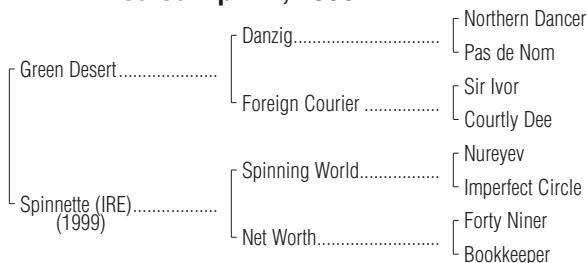 Northern Dancer
Danzig
Pas de Nom
Green Desert
Sir Ivor
Foreign Courier
Courtly Dee
Nureyev
Spinning World
Imperfect Circle
Spinnette (IRE)
(1999)
Forty Niner
Net Worth
Bookkeeper